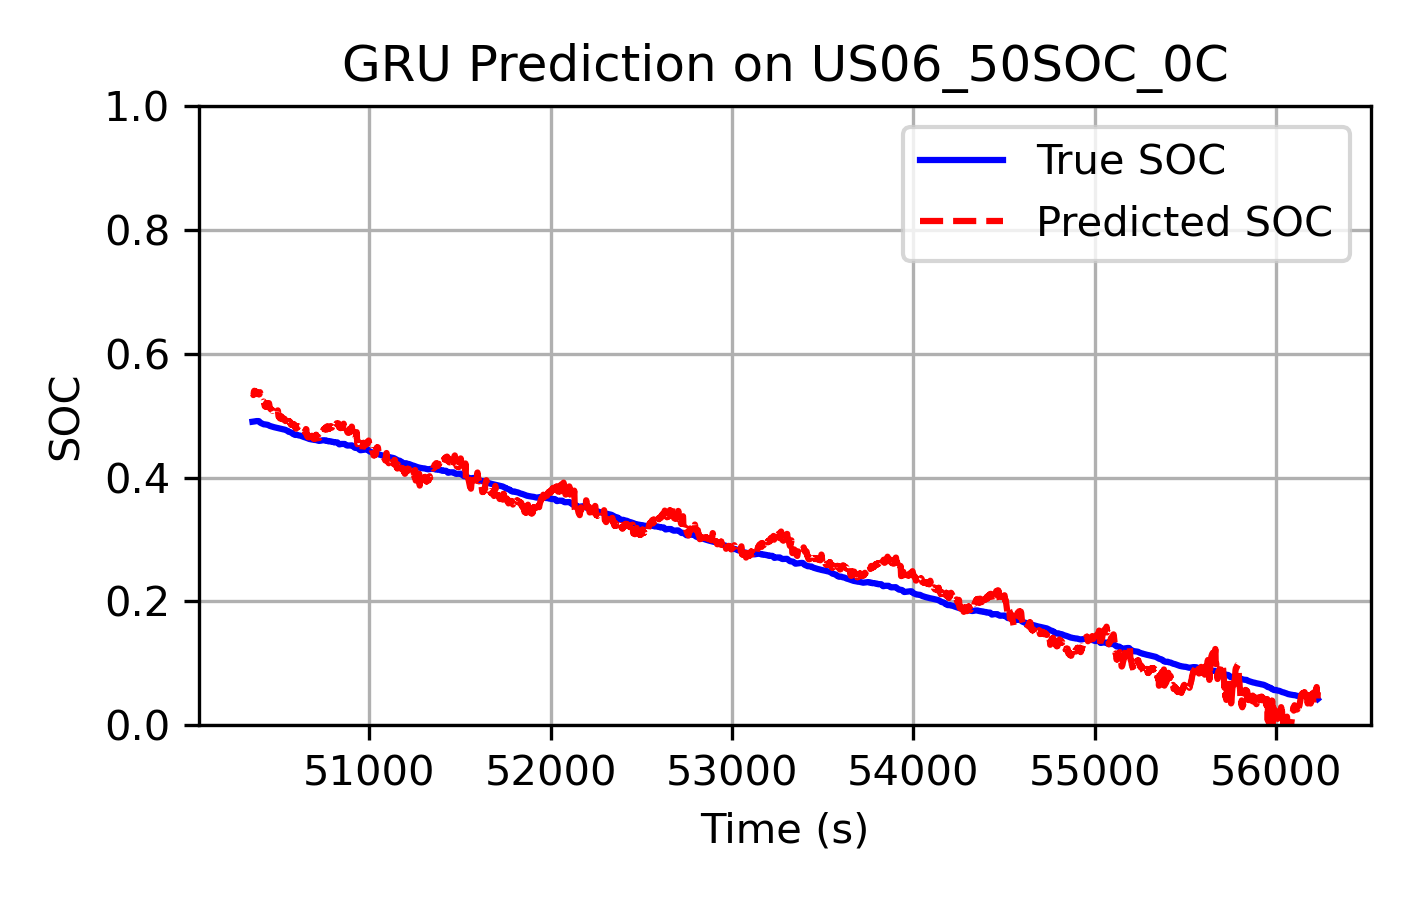 GRU Prediction on US06_50SOC_0C
1.0
0.8
0.6
0.4
0.2
0.0
SOC
True SOC
Predicted SOC
51000 52000 53000 54000 55000 56000
Time (s)